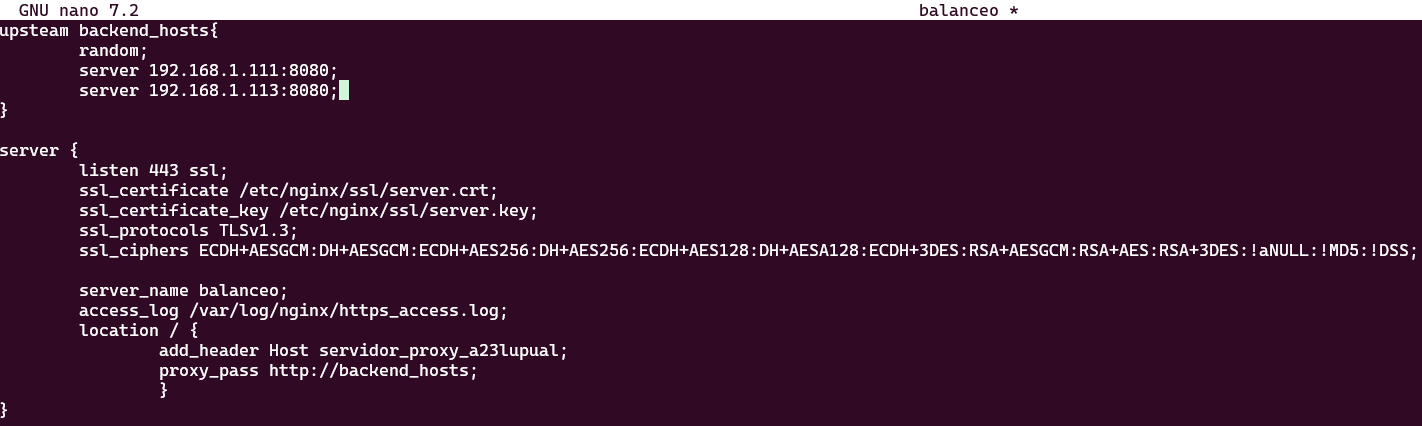 GNU nano 7.2 balanceo *
upsteam backend_hosts{
random;
server 192.168.1.111:8080;
server 192.168.1.113:8080;
}
server {
listen 443 ssl;
ssl_certificate /etc/nginx/ssl/server.crt;
ssl_certificate_key /etc/nginx/ssl/server.key;
ssl_protocols TLSv1.3;
ssl_ciphers ECDH+AESGCM:DH+AESGCM:ECDH+AES256:DH+AES256:ECDH+AES128:DH+AESA128:ECDH+3DES:RSA+AESGCM:RSA+AES:RSA+3DES:!aNULL:!MD5:!DSS;
server_name balanceo;
access_log /var/log/nginx/https_access.log;
location / {
add_header Host servidor_proxy_a23lupual;
proxy_pass http://backend_hosts;
}
}